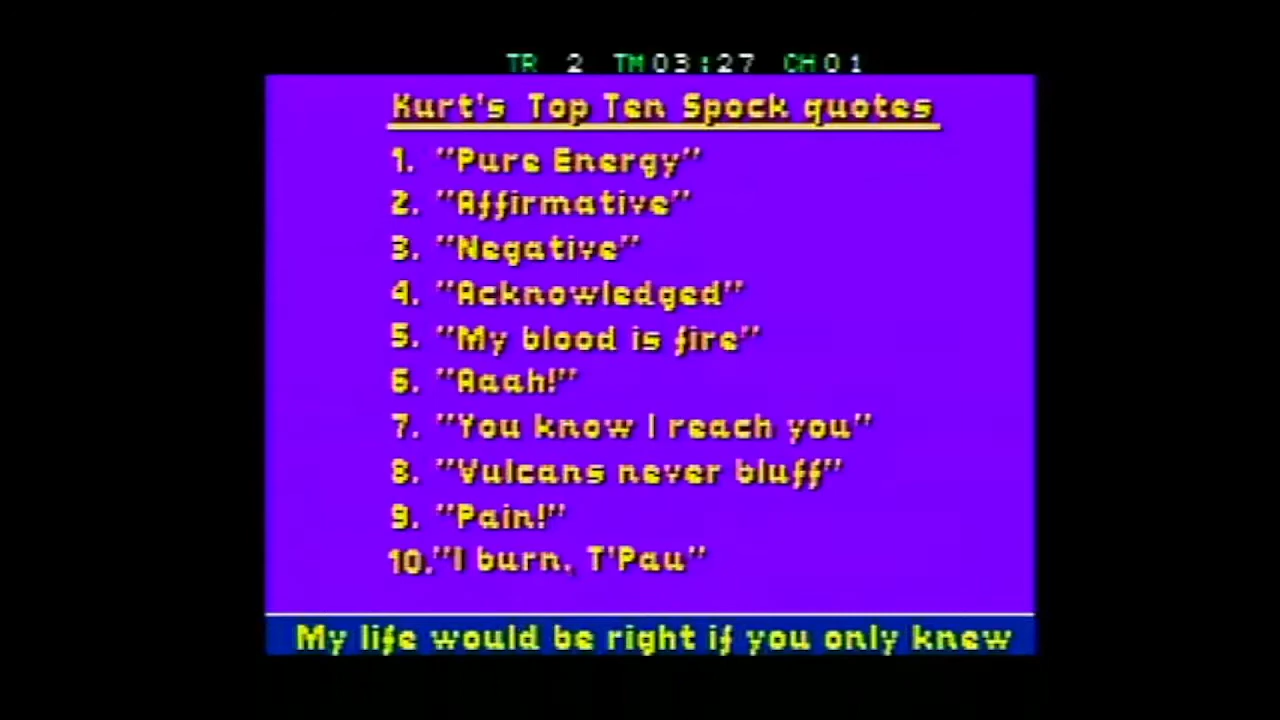 TR 2 TM03:27 CH01
Kurt's Top Ten Spock quotes
1. "Pure Energy"
2. "Affirmative"
3. "Negative"
4. "Acknowledged"
5. "My blood is fire"
6. "Aaah!"
7. "You know I reach you"
8. "Vulcans never bluff"
9. "Pain!"
10."I burn, T'Pau"
My life would be right if you only knew